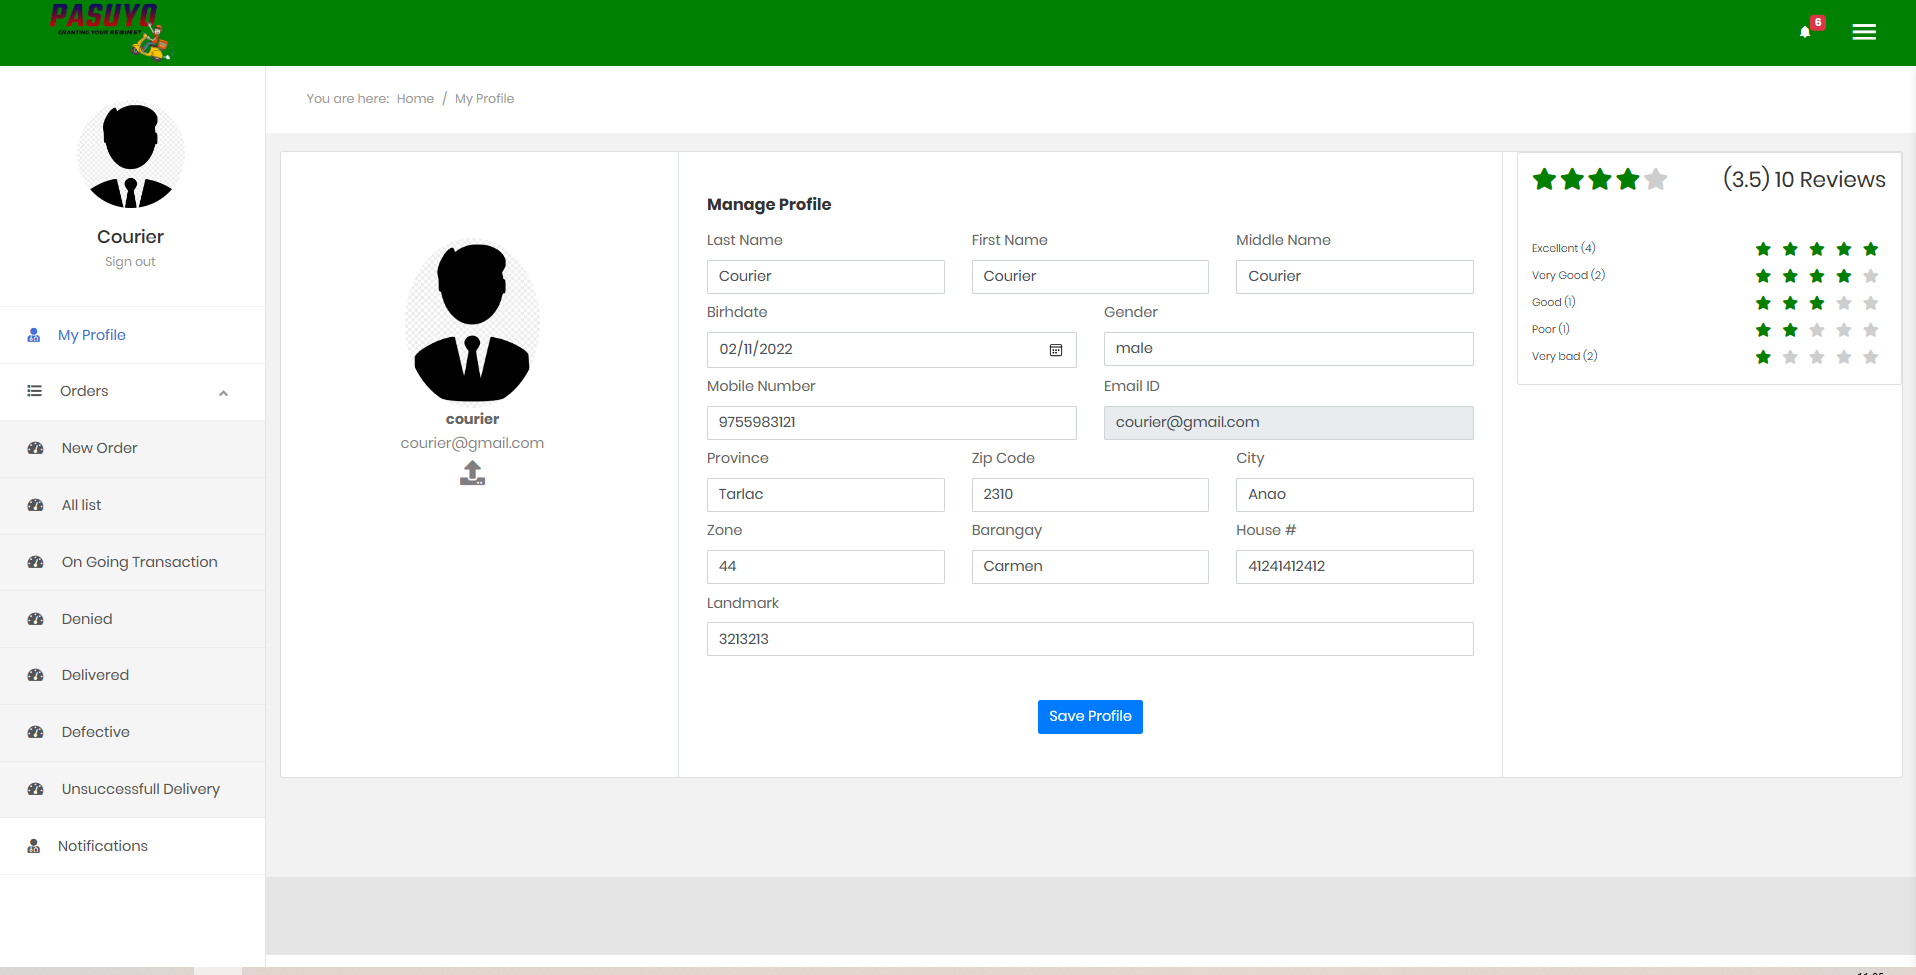 PASUYO
GRANTING YOUR REQUEST
6
You are here: Home / My Profile
Courier
Sign out
My Profile
Orders
New Order
All list
On Going Transaction
Denied
Delivered
Defective
Unsuccessfull Delivery
Notifications
courier
courier@gmail.com
Manage Profile
Last Name First Name Middle Name
Courier Courier Courier
Birhdate Gender
02/11/2022 male
Mobile Number Email ID
9755983121 courier@gmail.com
Province Zip Code City
Tarlac 2310 Anao
Zone Barangay House #
44 Carmen 41241412412
Landmark
3213213
Save Profile
(3.5) 10 Reviews
Excellent (4)
Very Good (2)
Good (1)
Poor (1)
Very bad (2)